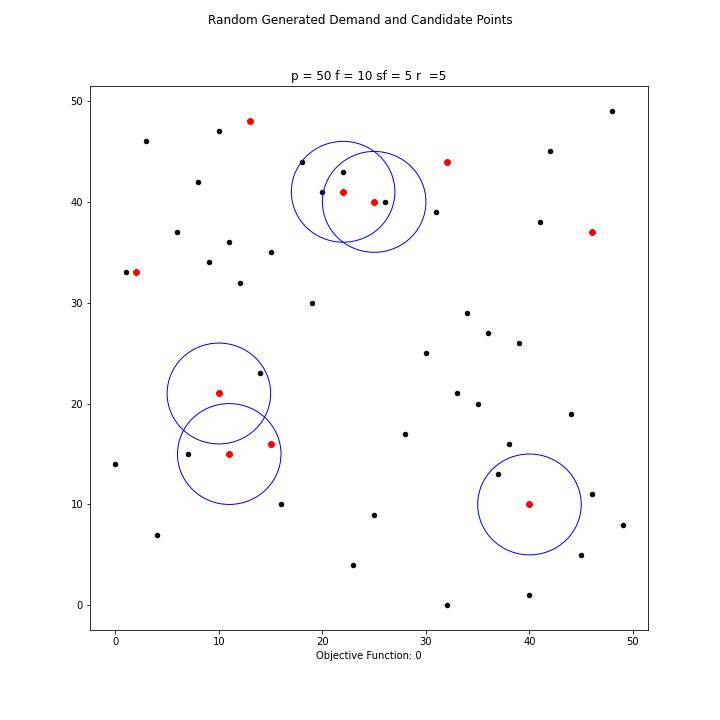 Random Generated Demand and Candidate Points
p = 50 f = 10 sf = 5 r  =5
50
40
30
20
10
0
0 10 20 30 40 50
Objective Function: 0